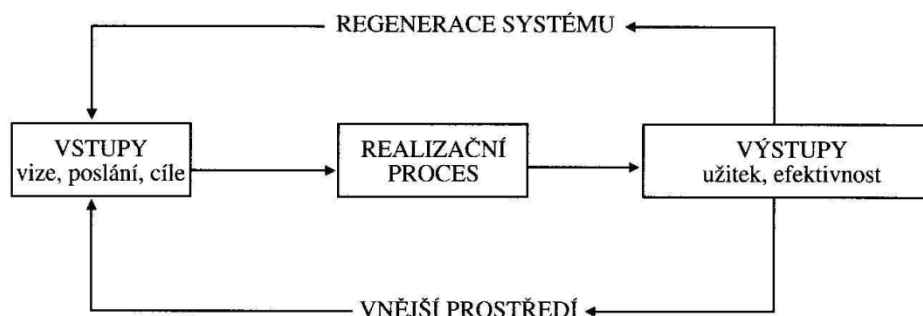 REGENERACE SYSTÉMU
VSTUPY
vize, poslání, cíle
REALIZAČNÍ
PROCES
VÝSTUPY
užitek, efektivnost
VNĚJŠÍ PROSTŘEDÍ